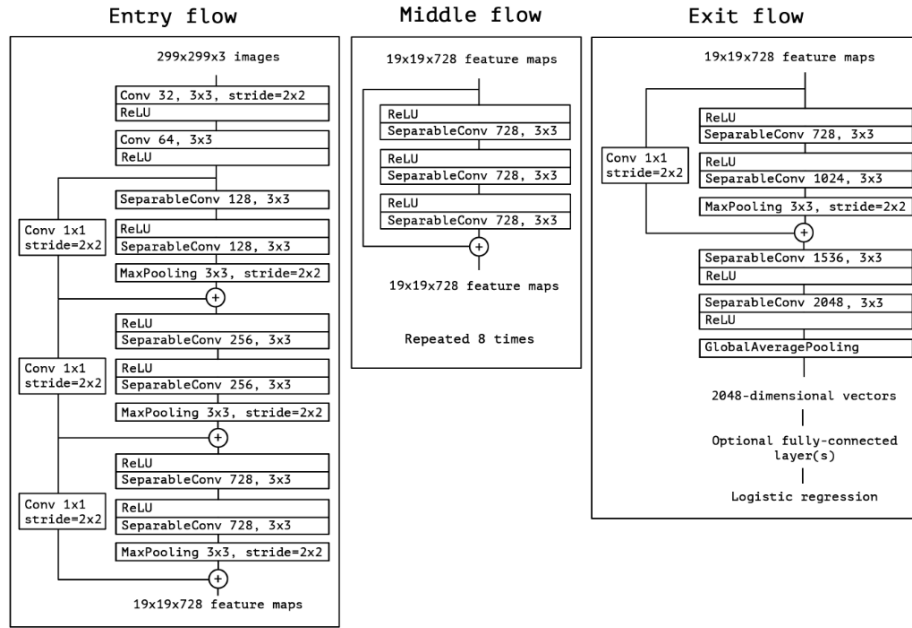 Entry flow
299x299x3 images
Conv 32, 3x3, stride=2x2
ReLU
Conv 64, 3x3
ReLU
SeparableConv 128, 3x3
Conv 1x1
stride=2x2
ReLU
SeparableConv 128, 3x3
MaxPooling 3x3, stride=2x2
+
ReLU
SeparableConv 256, 3x3
Conv 1x1
stride=2x2
ReLU
SeparableConv 256, 3x3
MaxPooling 3x3, stride=2x2
+
ReLU
SeparableConv 728, 3x3
Conv 1x1
stride=2x2
ReLU
SeparableConv 728, 3x3
MaxPooling 3x3, stride=2x2
+
19x19x728 feature maps
Middle flow
19x19x728 feature maps
ReLU
SeparableConv 728, 3x3
ReLU
SeparableConv 728, 3x3
ReLU
SeparableConv 728, 3x3
+
19x19x728 feature maps
Repeated 8 times
Exit flow
19x19x728 feature maps
ReLU
SeparableConv 728, 3x3
Conv 1x1
stride=2x2
ReLU
SeparableConv 1024, 3x3
MaxPooling 3x3, stride=2x2
+
SeparableConv 1536, 3x3
ReLU
SeparableConv 2048, 3x3
ReLU
GlobalAveragePooling
2048-dimensional vectors
Optional fully-connected
layer(s)
Logistic regression